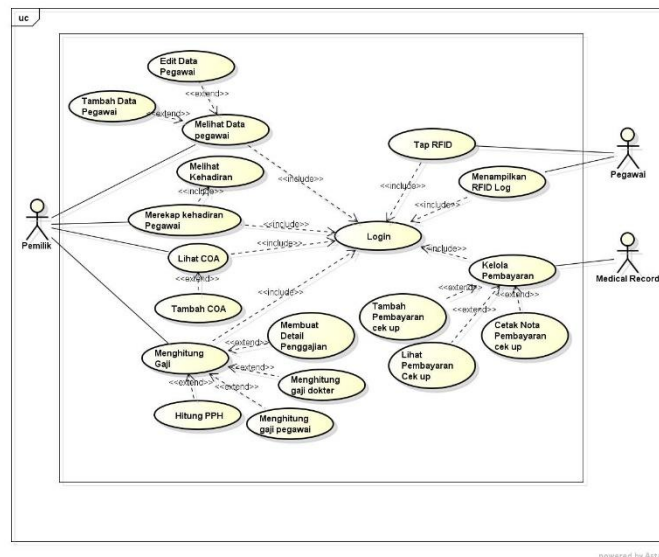 uc
Edit Data
Pegawai
<<extend>>
Tambah Data
Pegawai
<<extend>>
Melihat Data
pegawai
Melihat
Kehadiran
<<include>>
<<include>>
Merekap kehadiran
Pegawai
<<include>>
Pemilik
Lihat COA
<<include>>
<<extend>>
Tambah COA
<<include>>
Login
Tap RFID
<<include>>
Menampilkan
RFID Log
<<include>>
Pegawai
<<include>>
Kelola
Pembayaran
Medical Record
<<extend>>
<<extend>>
<<extend>>
Tambah
Pembayaran
cek up
Lihat
Pembayaran
Cek up
Cetak Nota
Pembayaran
cek up
Menghitung
Gaji
<<extend>>
Membuat
Detail
Penggajian
<<extend>>
Menghitung
gaji dokter
<<extend>>
Hitung PPH
<<extend>>
Menghitung
gaji pegawai
powered by Ast